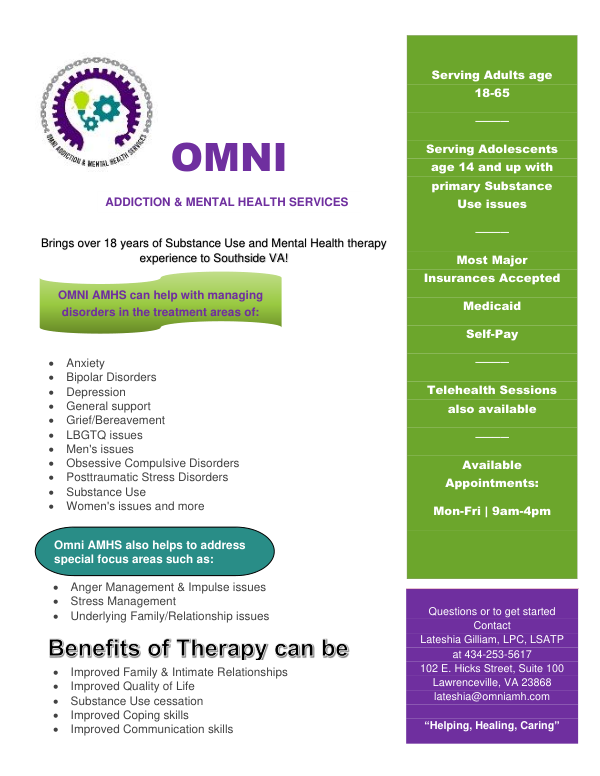 OMNI ADDICTION & MENTAL HEALTH SERVICES
OMNI
ADDICTION & MENTAL HEALTH SERVICES
Brings over 18 years of Substance Use and Mental Health therapy
experience to Southside VA!
OMNI AMHS can help with managing
disorders in the treatment areas of:
• Anxiety
• Bipolar Disorders
• Depression
• General support
• Grief/Bereavement
• LBGTQ issues
• Men's issues
• Obsessive Compulsive Disorders
• Posttraumatic Stress Disorders
• Substance Use
• Women's issues and more
Omni AMHS also helps to address
special focus areas such as:
• Anger Management & Impulse issues
• Stress Management
• Underlying Family/Relationship issues
Benefits of Therapy can be
• Improved Family & Intimate Relationships
• Improved Quality of Life
• Substance Use cessation
• Improved Coping skills
• Improved Communication skills
Serving Adults age
18-65
Serving Adolescents
age 14 and up with
primary Substance
Use issues
Most Major
Insurances Accepted
Medicaid
Self-Pay
Telehealth Sessions
also available
Available
Appointments:
Mon-Fri | 9am-4pm
Questions or to get started
Contact
Lateshia Gilliam, LPC, LSATP
at 434-253-5617
102 E. Hicks Street, Suite 100
Lawrenceville, VA 23868
lateshia@omniamh.com
“Helping, Healing, Caring”